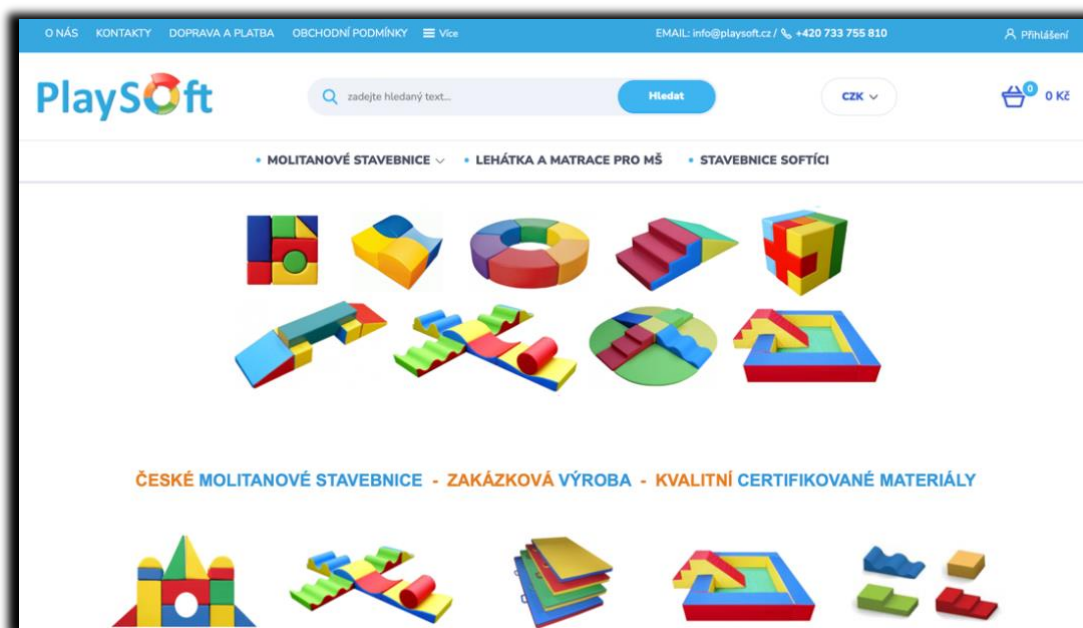 O NÁS KONTAKTY DOPRAVA A PLATBA OBCHODNÍ PODMÍNKY Více EMAIL: info@playsoft.cz / +420 733 755 810 Přihlášení
PlaySoft zadejte hledaný text... Hledat CZK 0 0 Kč
• MOLITANOVÉ STAVEBNICE • LEHÁTKA A MATRACE PRO MŠ • STAVEBNICE SOFTÍCI
ČESKÉ MOLITANOVÉ STAVEBNICE - ZAKÁZKOVÁ VÝROBA - KVALITNÍ CERTIFIKOVANÉ MATERIÁLY